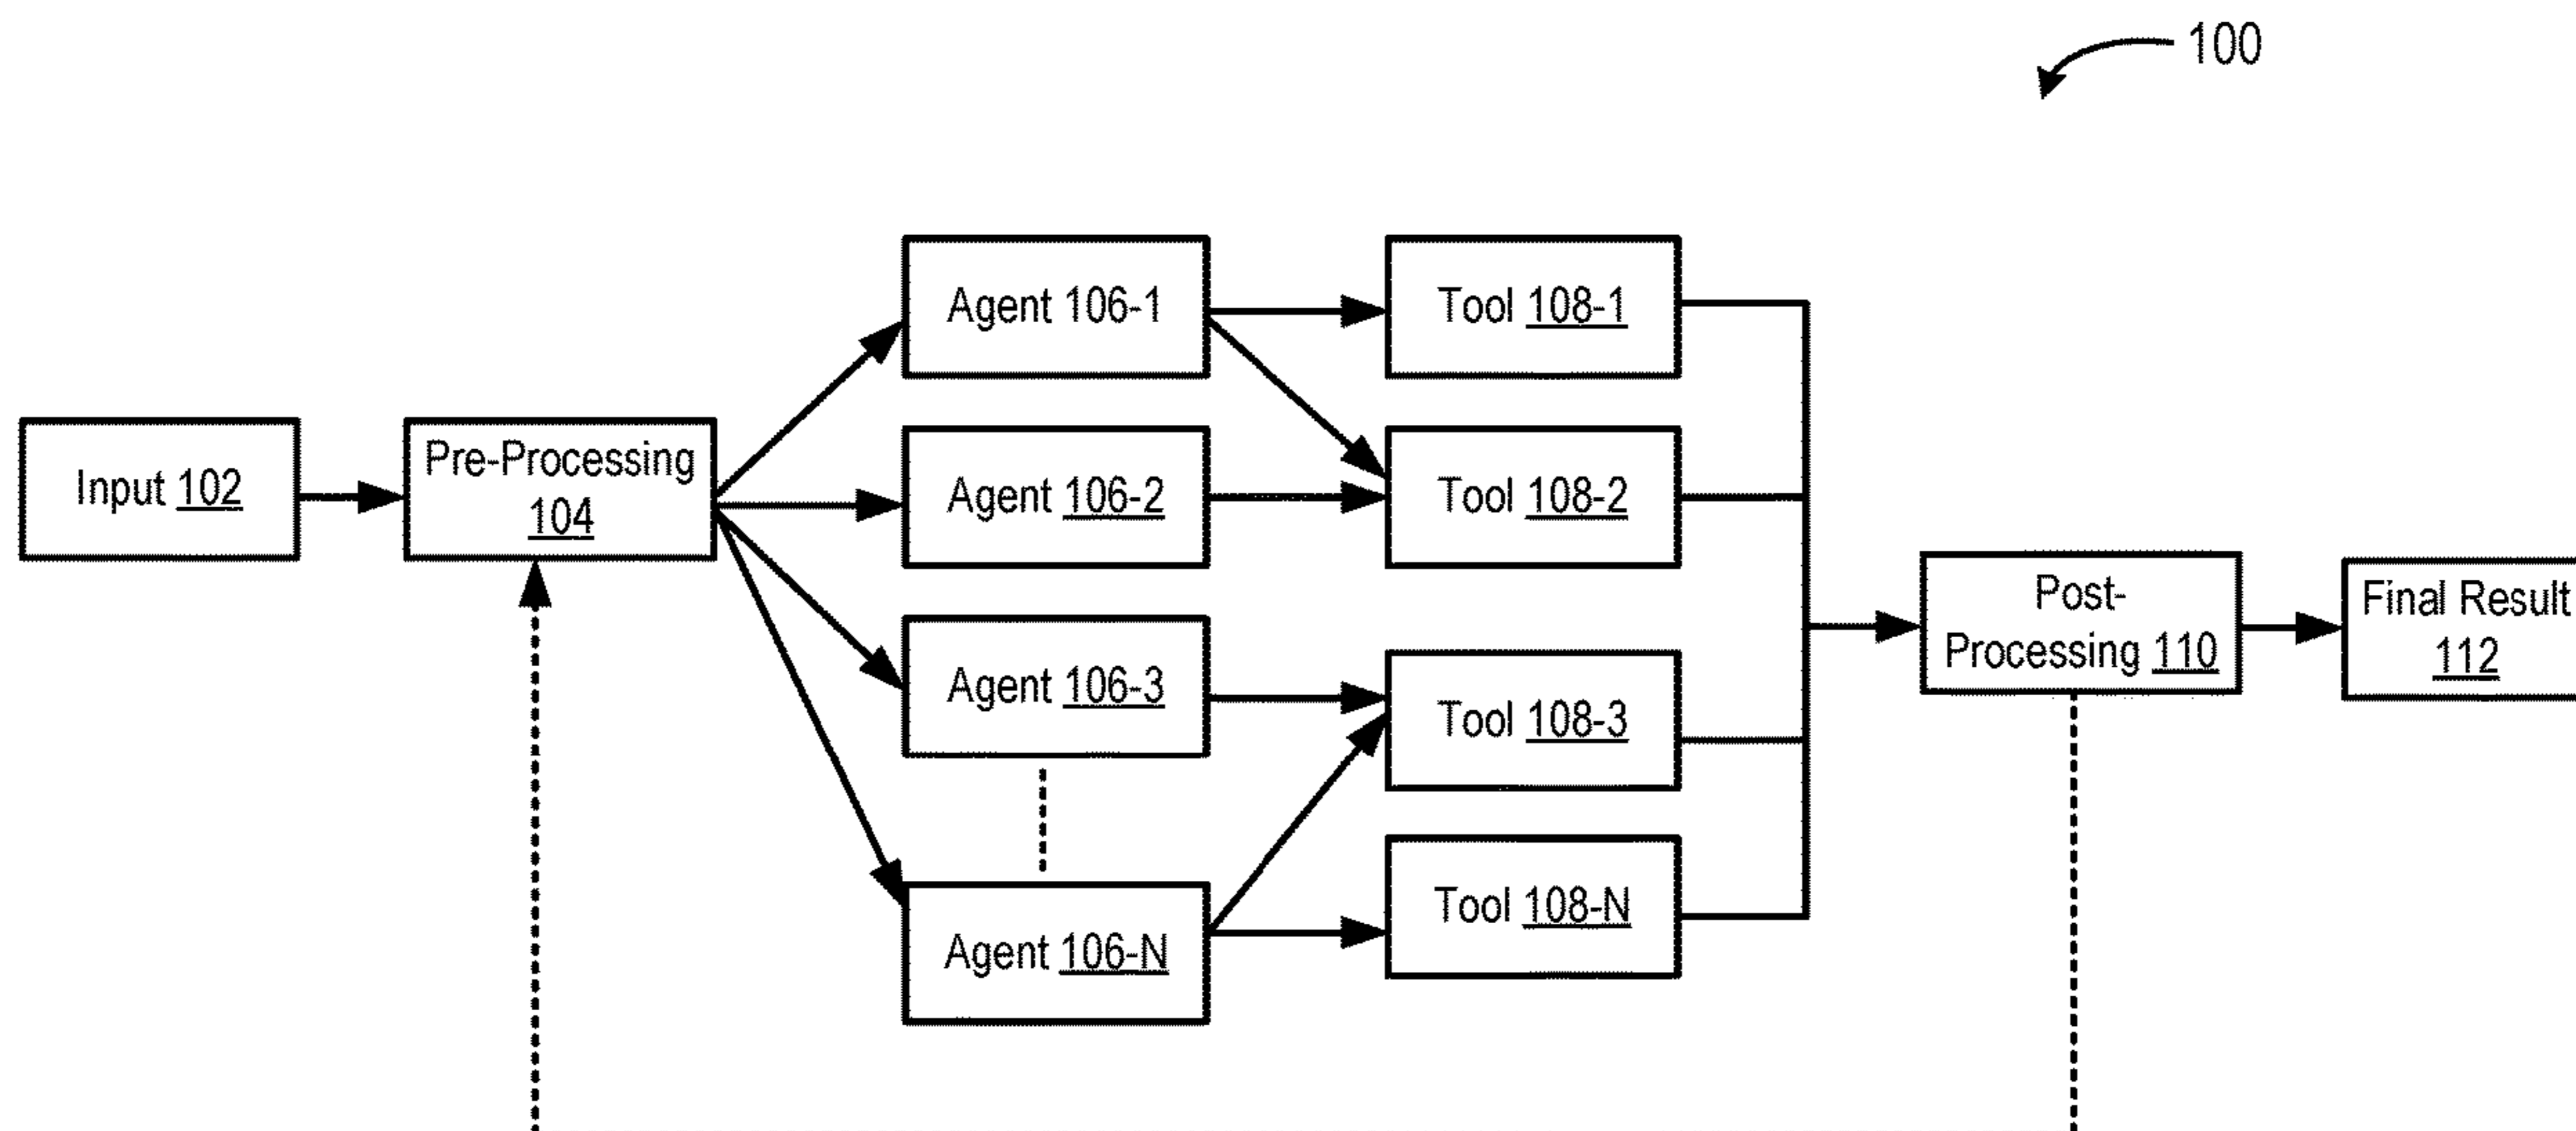 100
Agent 106-1
Tool 108-1
Input 102
Pre-Processing
104
Agent 106-2
Tool 108-2
Agent 106-3
Tool 108-3
Post-
Processing 110
Final Result
112
Agent 106-N
Tool 108-N